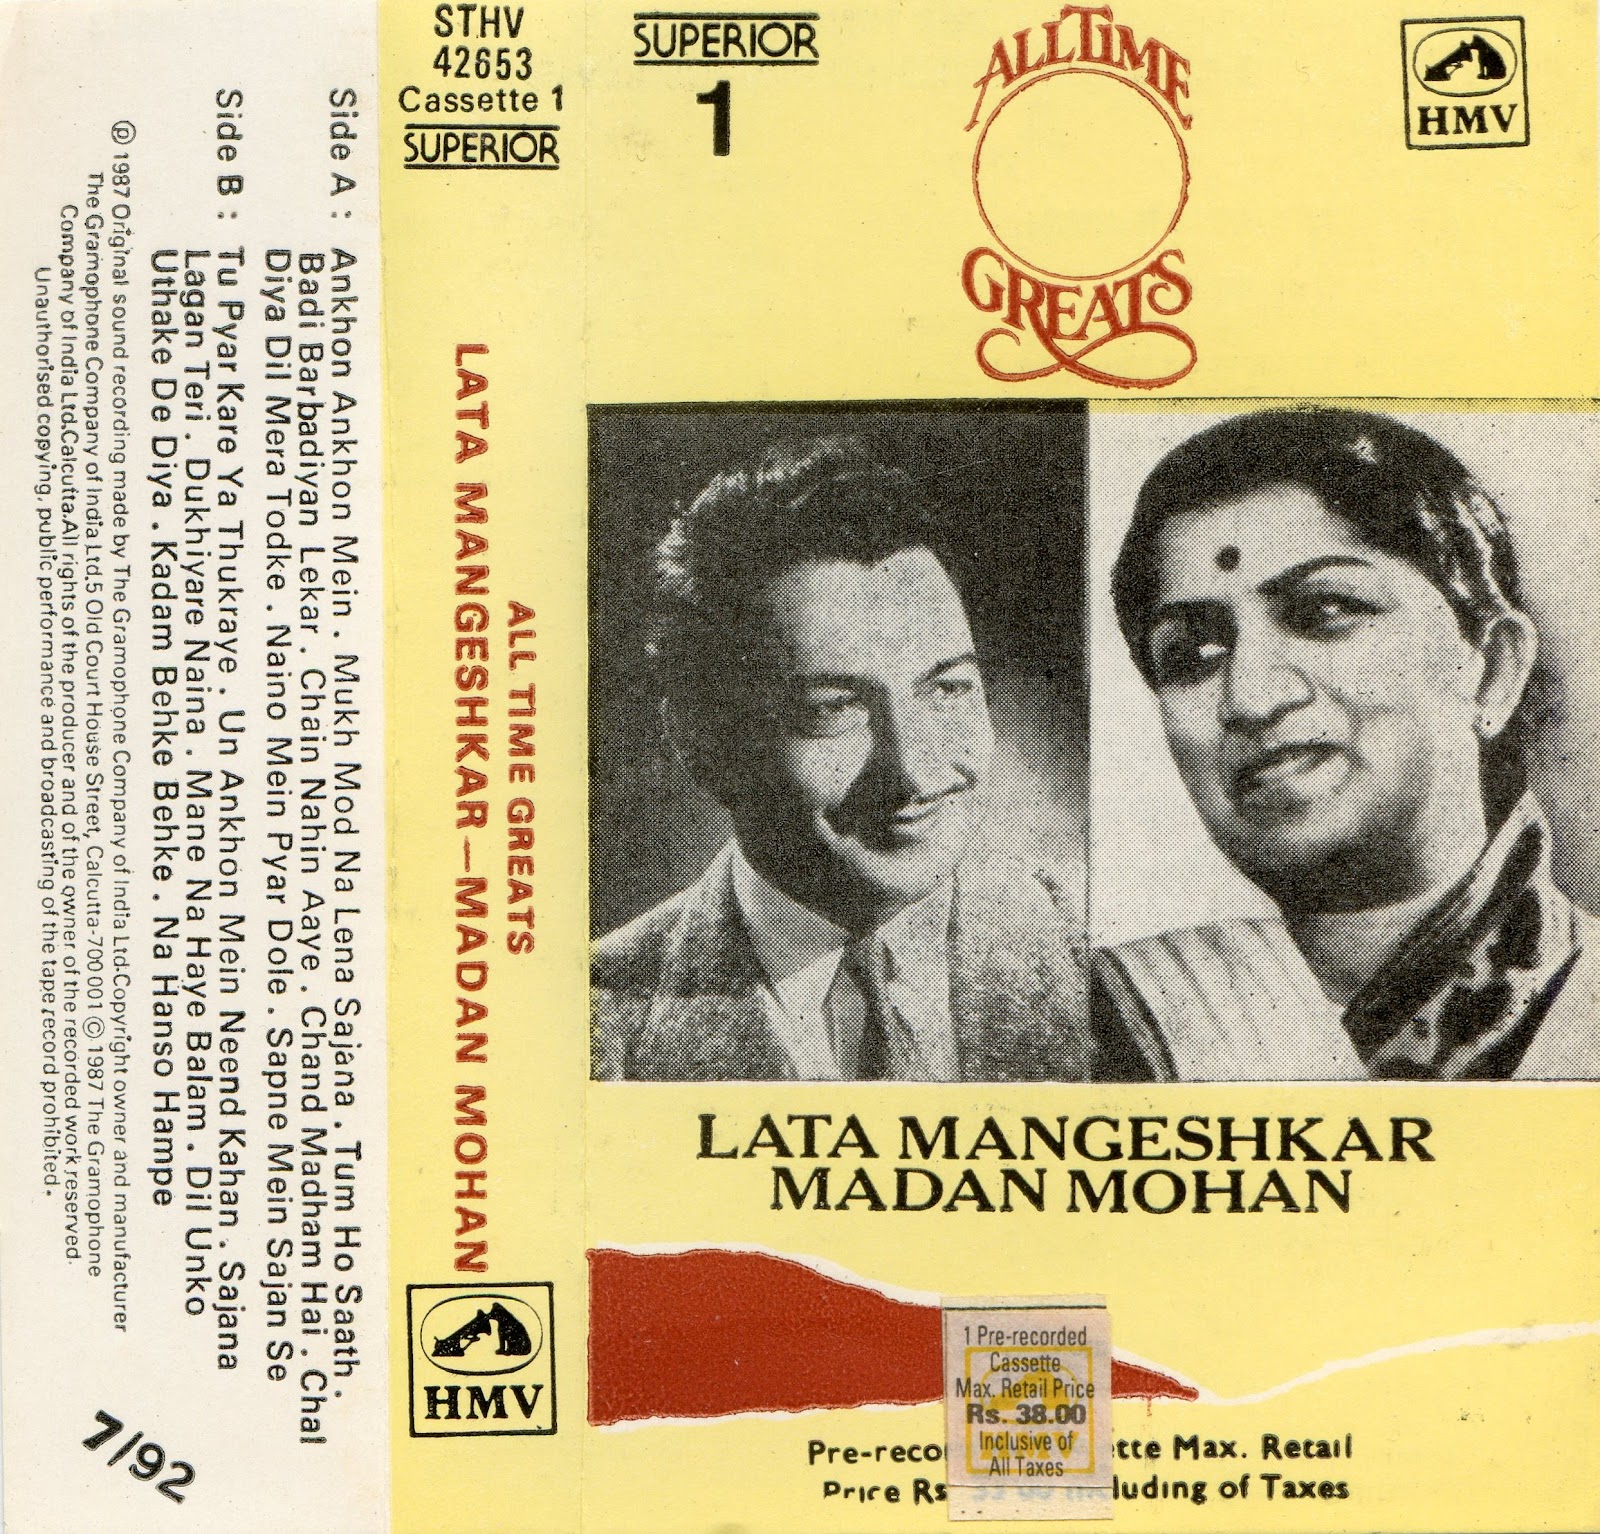 STHV
42653
Cassette 1
SUPERIOR
ALL TIME GREATS
LATA MANGESHKAR—MADAN MOHAN
HMV
SUPERIOR
1
ALL TIME
GREATS
HMV
LATA MANGESHKAR
MADAN MOHAN
1 Pre-recorded
Cassette
Max. Retail Price
Rs. 38.00
Inclusive of
All Taxes
Pre-reco tte Max. Retail
Price Rs luding of Taxes
Side A : Ankhon Ankhon Mein . Mukh Mod Na Lena Sajana . Tum Ho Saath .
Badi Barbadiyan Lekar . Chain Nahin Aaye . Chand Madham Hai . Chal
Diya Dil Mera Todke . Naino Mein Pyar Dole . Sapne Mein Sajan Se
Side B : Tu Pyar Kare Ya Thukraye . Un Ankhon Mein Neend Kahan . Sajana
Lagan Teri . Dukhiyare Naina . Mane Na Haye Balam . Dil Unko
Uthake De Diya . Kadam Behke Behke . Na Hanso Hampe
℗ 1987 Original sound recording made by The Gramophone Company of India Ltd.Copyright owner and manufacturer
The Gramophone Company of India Ltd.5 Old Court House Street, Calcutta-700 001 © 1987 The Gramophone
Company of India Ltd.Calcutta.All rights of the producer and of the owner of the recorded work reserved.
Unauthorised copying, public performance and broadcasting of the tape record prohibited.
7/92